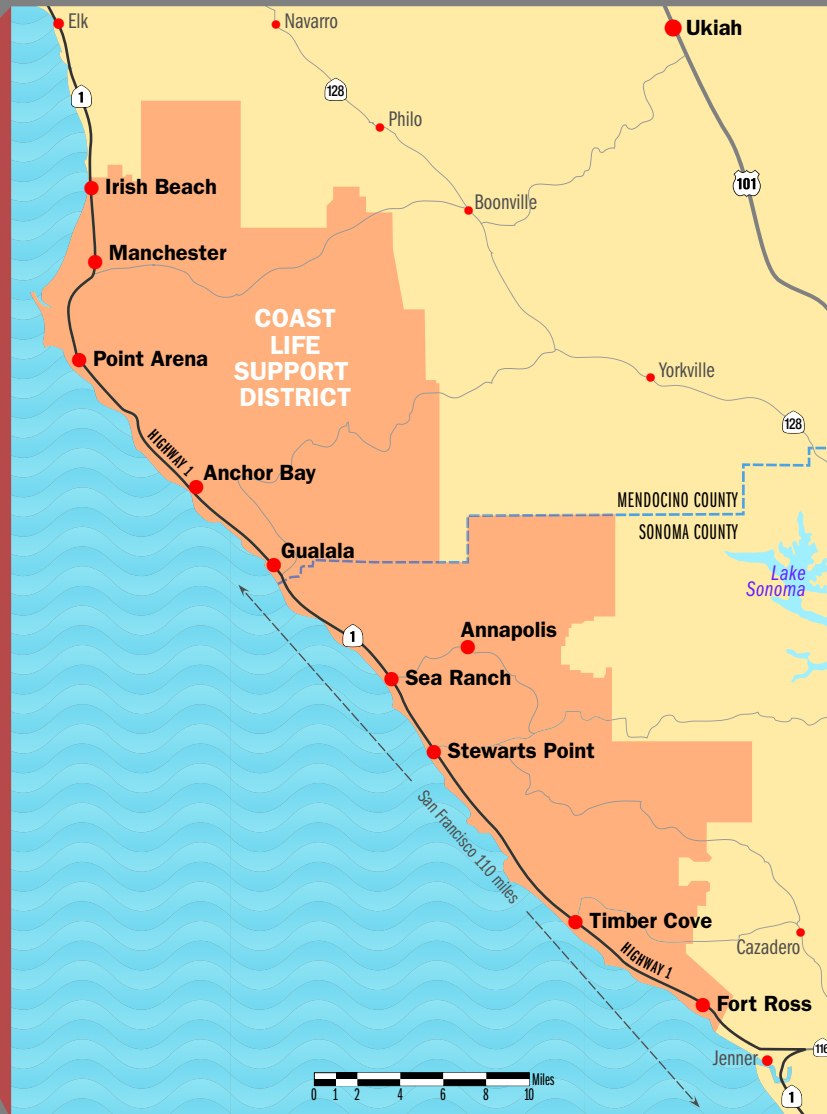 Elk
Navarro
Ukiah
1
128
Philo
101
Irish Beach
Boonville
Manchester
COAST
LIFE
SUPPORT
DISTRICT
Point Arena
Yorkville
128
HIGHWAY 1
Anchor Bay
MENDOCINO COUNTY
SONOMA COUNTY
Gualala
Lake
Sonoma
1
Annapolis
Sea Ranch
Stewarts Point
San Francisco 110 miles
Timber Cove
HIGHWAY 1
Cazadero
Fort Ross
116
Jenner
Miles
0 1 2 4 6 8 10
1